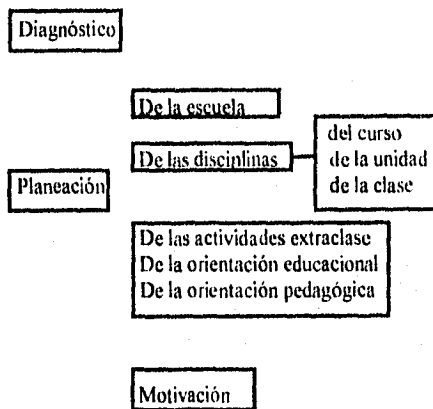 Diagnóstico
De la escuela
De las disciplinas
del curso
de la unidad
de la clase
Planeación
De las actividades extraclase
De la orientación educacional
De la orientación pedagógica
Motivación